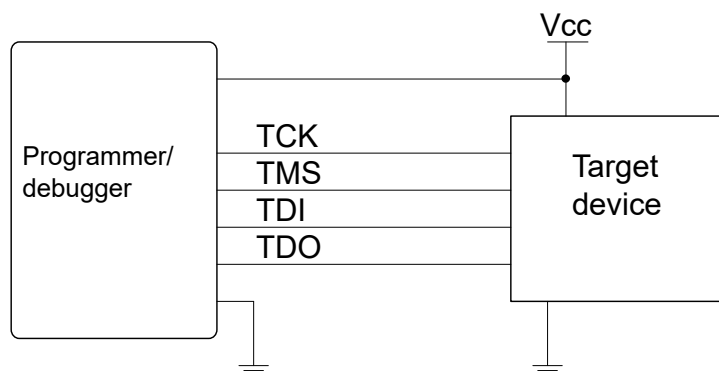 Vcc
TCK
Programmer/
debugger
TMS
TDI
TDO
Target
device